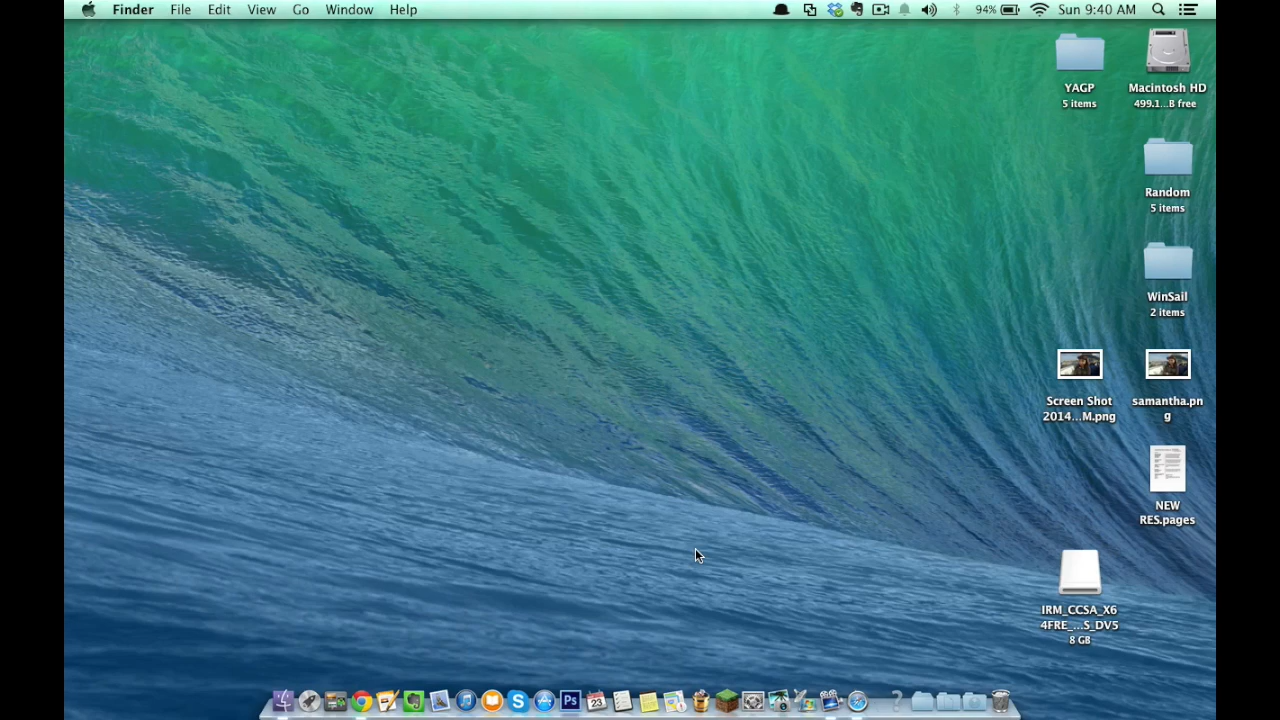 Finder File Edit View Go Window Help 94% Sun 9:40 AM
YAGP
5 items
Macintosh HD
499.1...B free
Random
5 items
WinSail
2 items
Screen Shot
2014...M.png
samantha.pn
g
NEW
RES.pages
IRM_CCSA_X6
4FRE_...S_DV5
8 GB
Ps
23
?